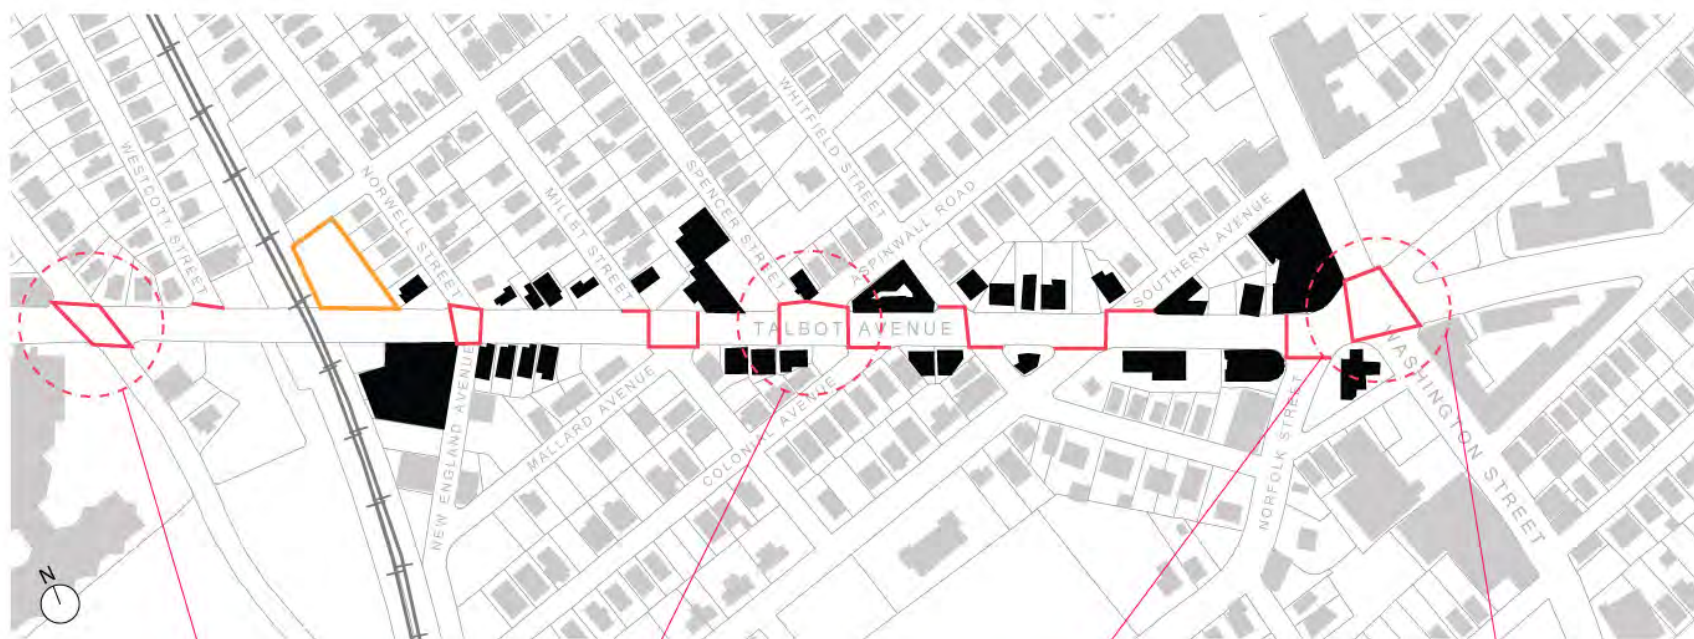 WESTCOTT STREET
NORWELL STREET
MILLET STREET
SPENCER STREET
WHITFIELD STREET
ASPINWALL ROAD
SOUTHERN AVENUE
TALBOT AVENUE
NEW ENGLAND AVENUE
MALLARD AVENUE
COLONIAL AVENUE
NORFOLK STREET
WASHINGTON STREET
N